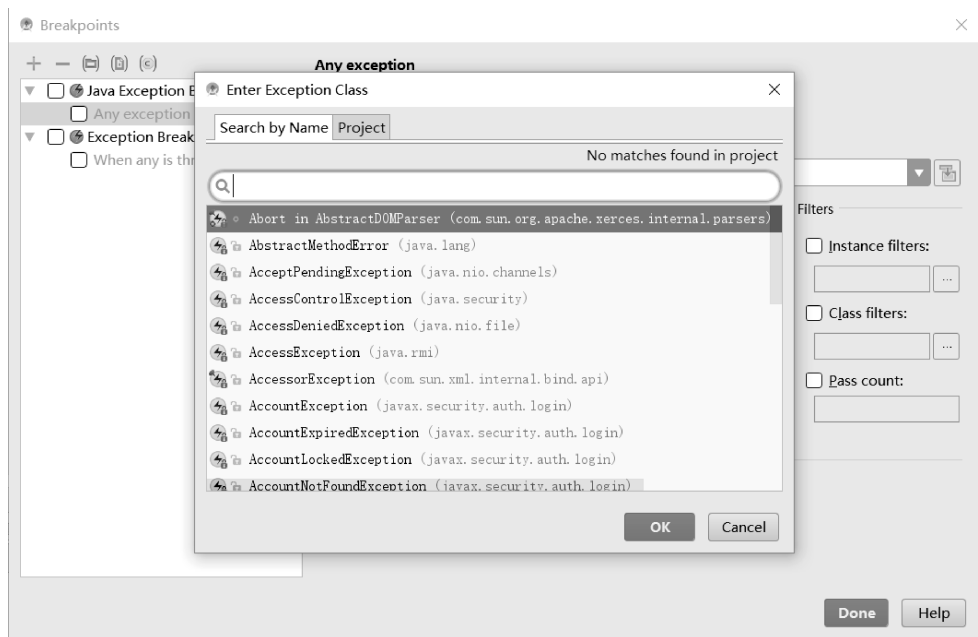 Breakpoints
Any exception
Java Exception B
Any exception
Exception Break
When any is thr
Enter Exception Class
Search by Name Project
No matches found in project
Abort in AbstractDOMParser (com.sun.org.apache.xerces.internal.parsers)
AbstractMethodError (java.lang)
AcceptPendingException (java.nio.channels)
AccessControlException (java.security)
AccessDeniedException (java.nio.file)
AccessException (java.rmi)
AccessorException (com.sun.xml.internal.bind.api)
AccountException (javax.security.auth.login)
AccountExpiredException (javax.security.auth.login)
AccountLockedException (javax.security.auth.login)
AccountNotFoundException (javax.security.auth.login)
OK Cancel
Filters
Instance filters:
...
Class filters:
...
Pass count:
Done Help